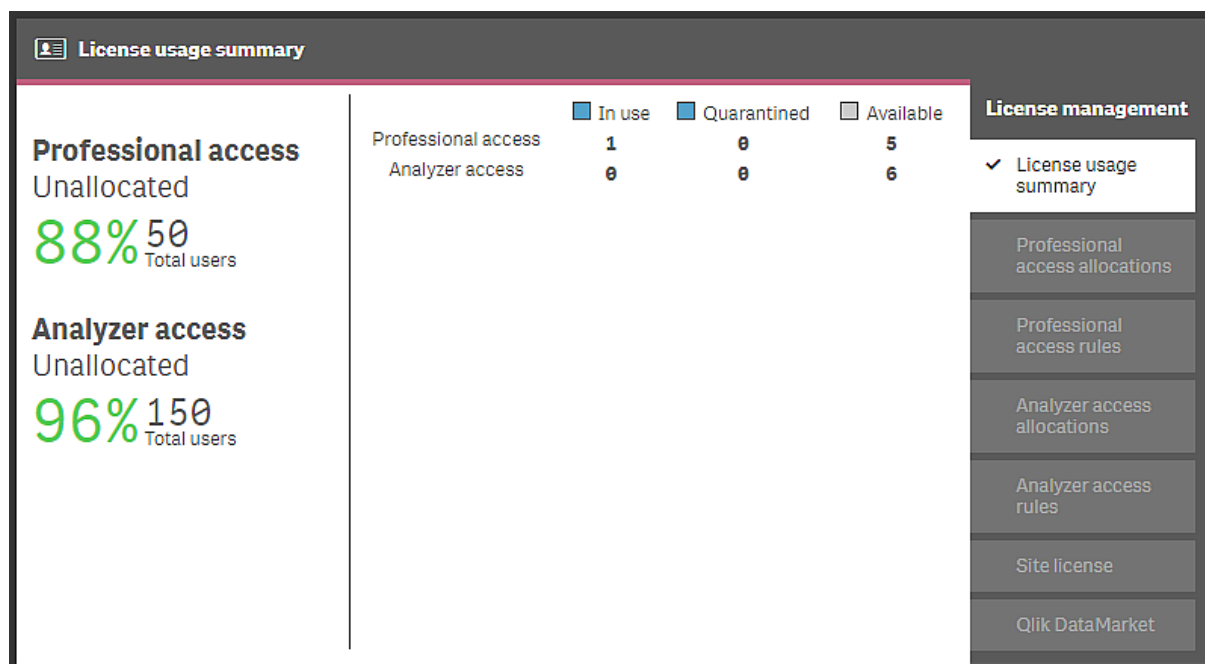 License usage summary
Professional access
Unallocated
88% 50
Total users
Analyzer access
Unallocated
96% 150
Total users
In use Quarantined Available
Professional access 1 0 5
Analyzer access 0 0 6
License management
License usage
summary
Professional
access allocations
Professional
access rules
Analyzer access
allocations
Analyzer access
rules
Site license
Qlik DataMarket